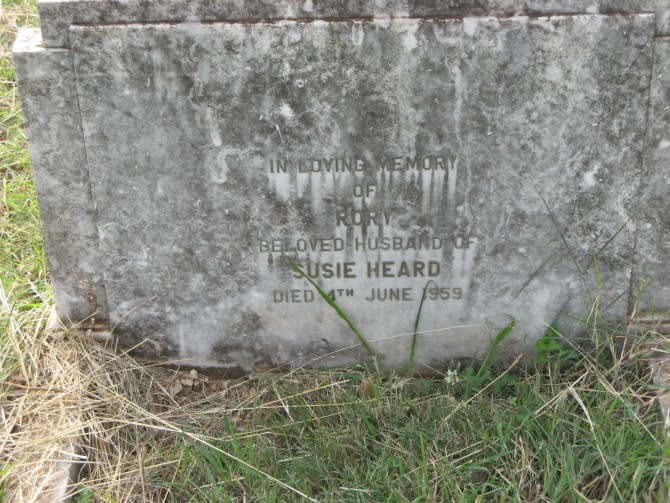 IN LOVING MEMORY
OF
RORY
BELOVED HUSBAND OF
SUSIE HEARD
DIED 4TH JUNE 1959